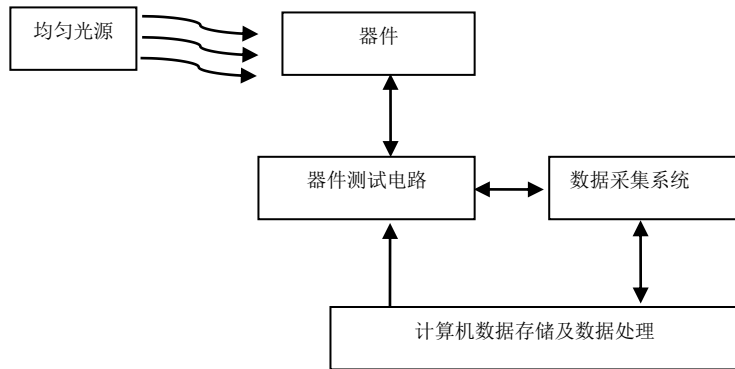 均匀光源
器件
器件测试电路
数据采集系统
计算机数据存储及数据处理